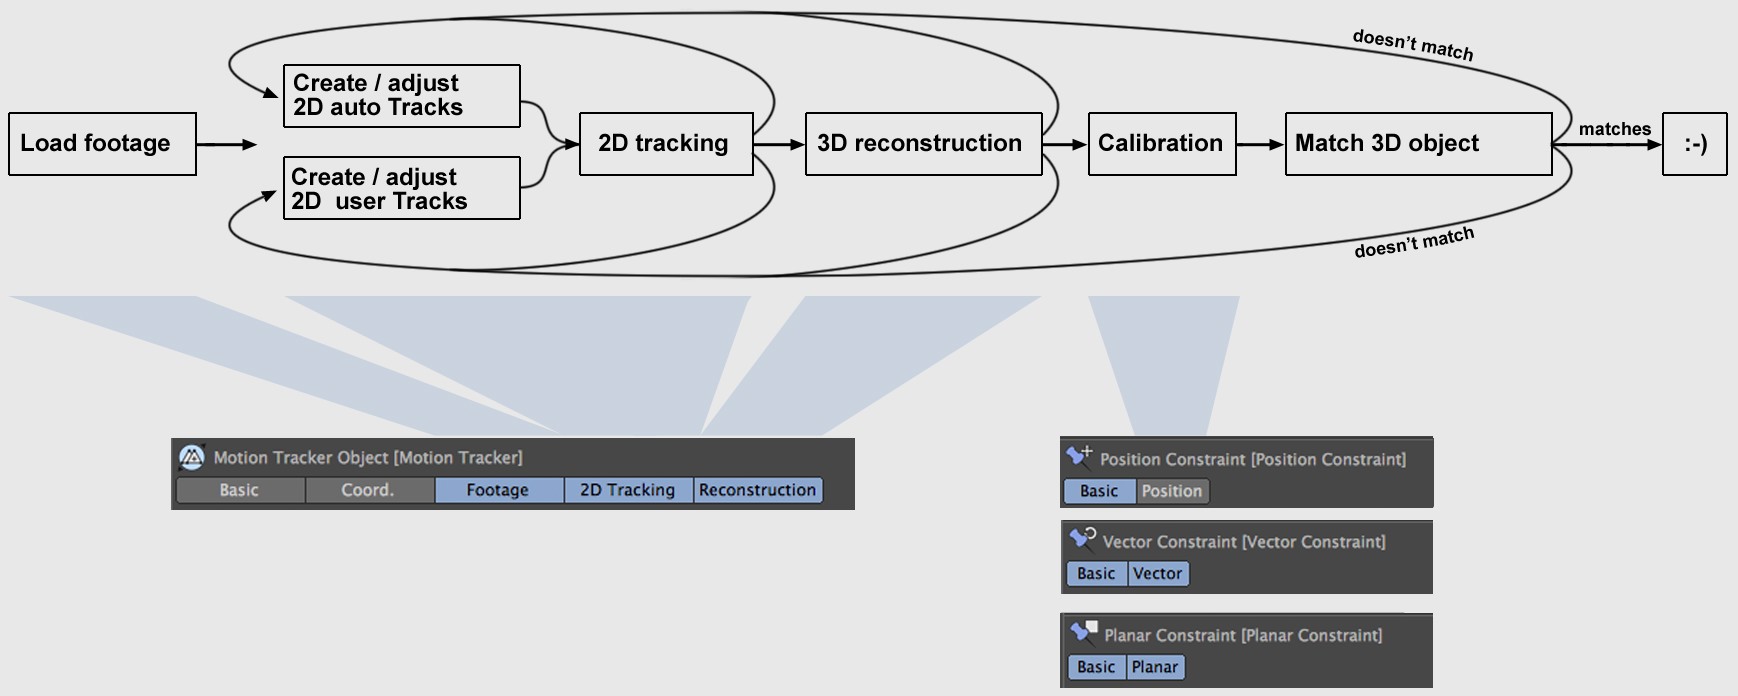 doesn't match
Create / adjust
2D auto Tracks
Load footage
2D tracking
3D reconstruction
Calibration
Match 3D object
matches
:-)
Create / adjust
2D  user Tracks
doesn't match
Motion Tracker Object [Motion Tracker]
Basic Coord. Footage 2D Tracking Reconstruction
Position Constraint [Position Constraint]
Basic Position
Vector Constraint [Vector Constraint]
Basic Vector
Planar Constraint [Planar Constraint]
Basic Planar